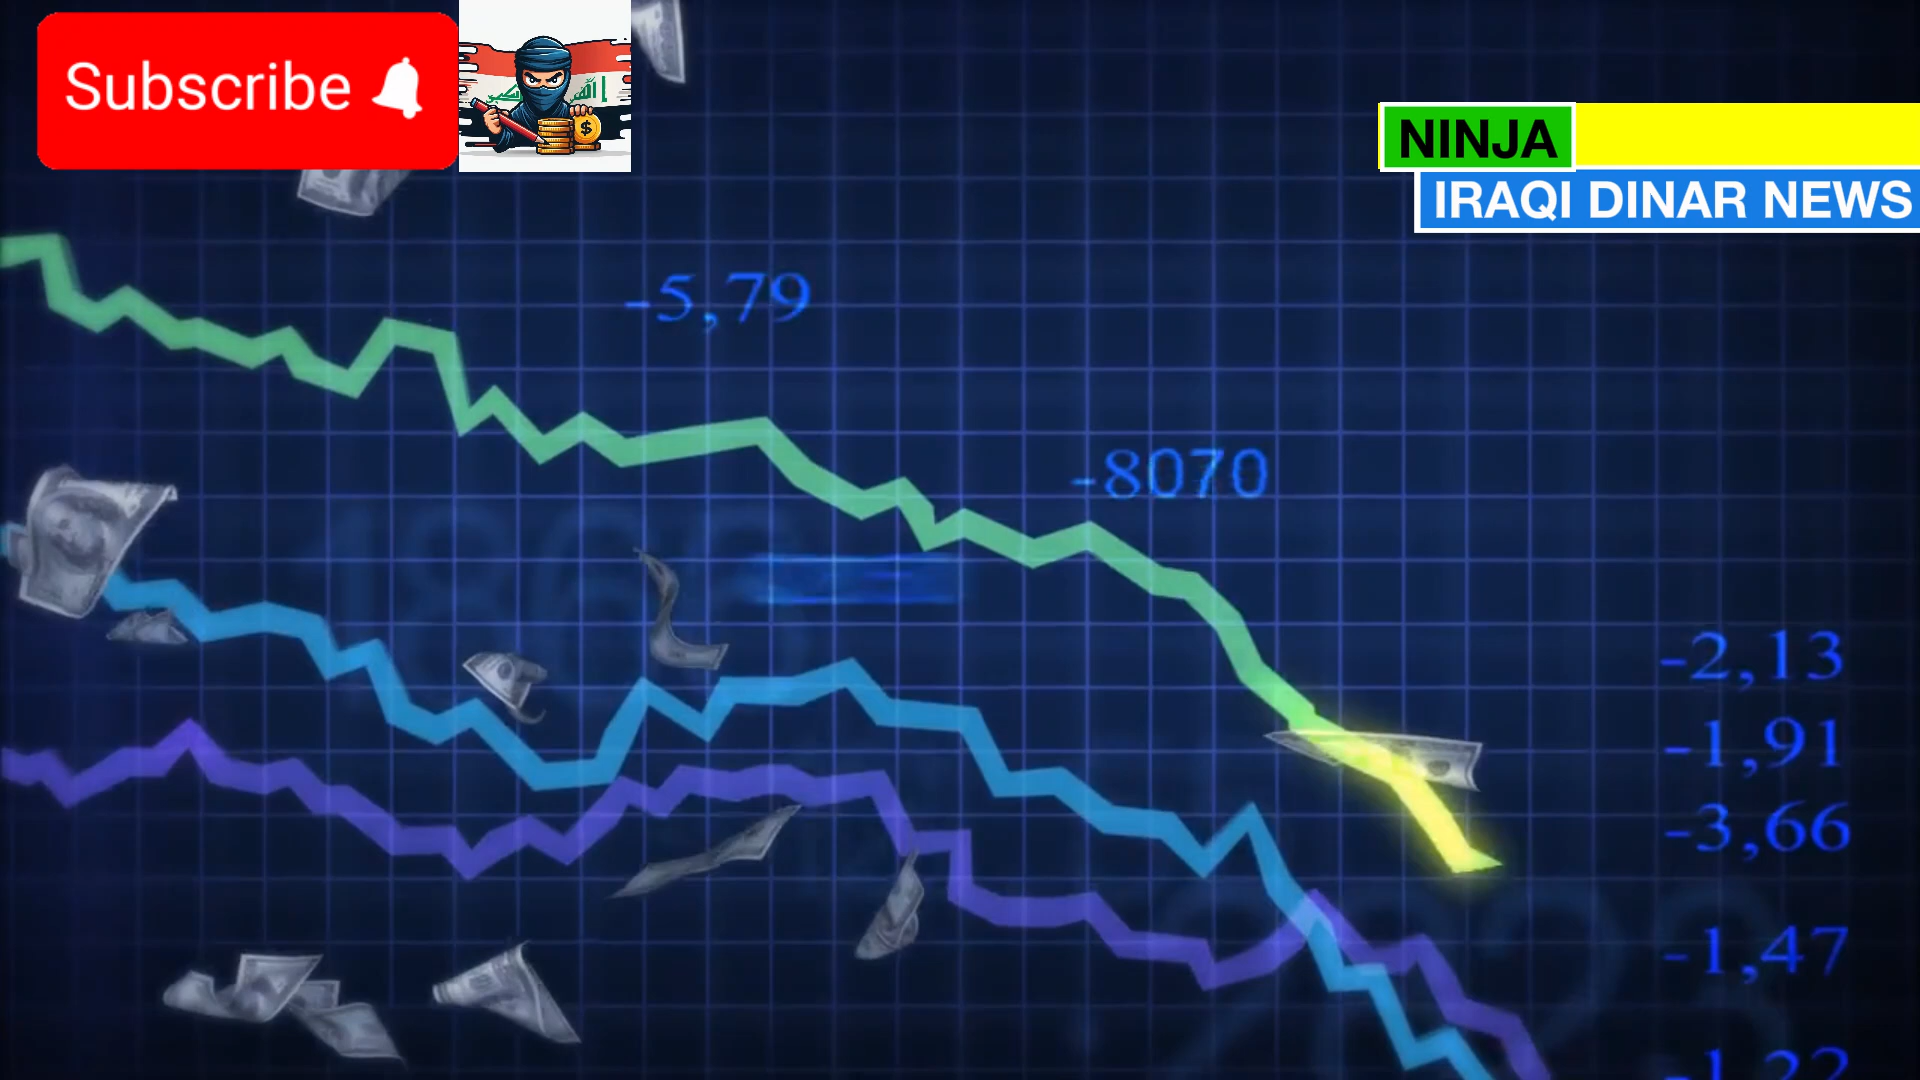 Subscribe
NINJA
IRAQI DINAR NEWS
-5,79
-8070
-2,13
-1,91
-3,66
-1,47